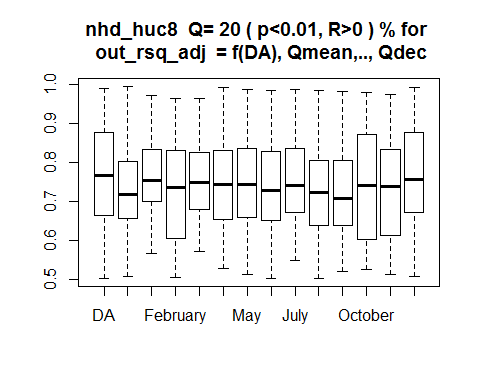 nhd_huc8 Q= 20 ( p<0.01, R>0 ) % for
out_rsq_adj = f(DA), Qmean,.., Qdec
1.0
0.9
0.8
0.7
0.6
0.5
DA February May July October